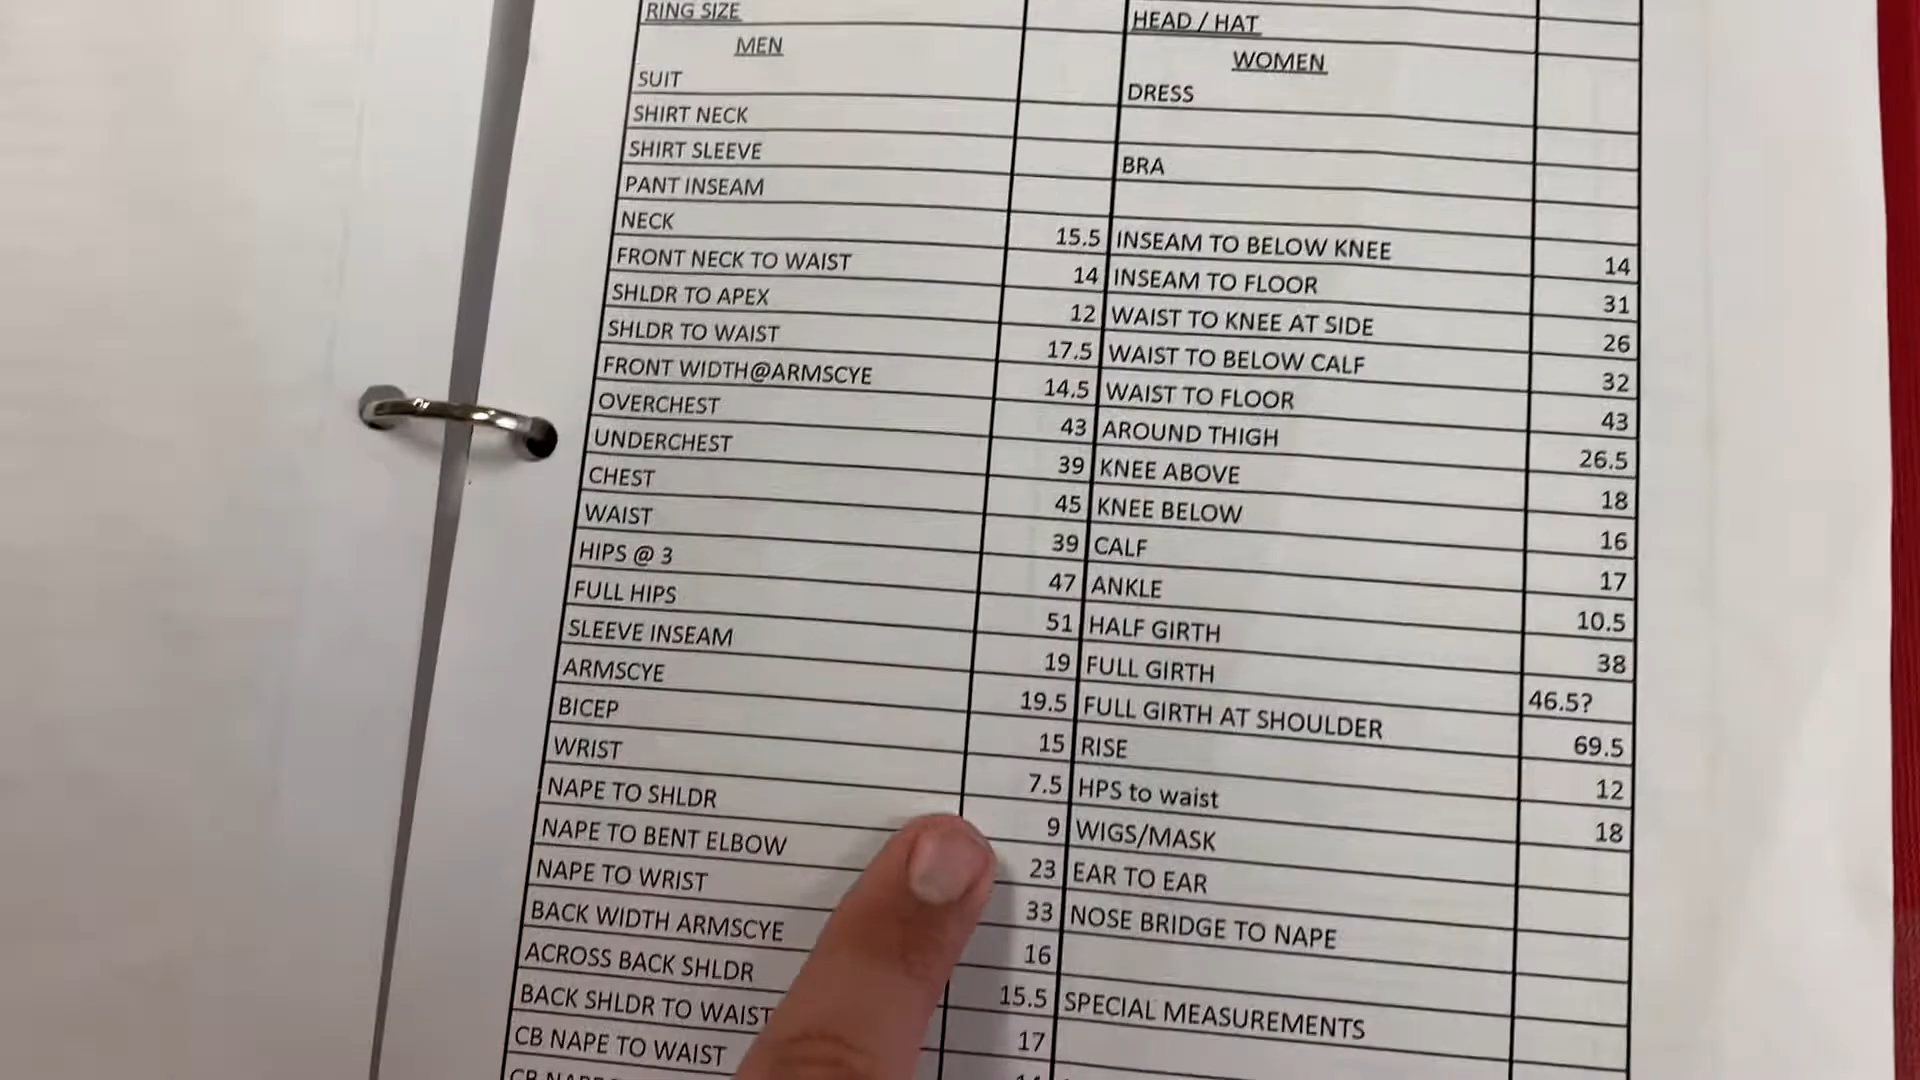 RING SIZE
HEAD / HAT
MEN
WOMEN
SUIT
DRESS
SHIRT NECK
SHIRT SLEEVE
BRA
PANT INSEAM
NECK 15.5 INSEAM TO BELOW KNEE 14
FRONT NECK TO WAIST 14 INSEAM TO FLOOR 31
SHLDR TO APEX 12 WAIST TO KNEE AT SIDE 26
SHLDR TO WAIST 17.5 WAIST TO BELOW CALF 32
FRONT WIDTH@ARMSCYE 14.5 WAIST TO FLOOR 43
OVERCHEST 43 AROUND THIGH 26.5
UNDERCHEST 39 KNEE ABOVE 18
CHEST 45 KNEE BELOW 16
WAIST 39 CALF 17
HIPS @ 3 47 ANKLE 10.5
FULL HIPS 51 HALF GIRTH 38
SLEEVE INSEAM 19 FULL GIRTH 46.5?
ARMSCYE 19.5 FULL GIRTH AT SHOULDER 69.5
BICEP 15 RISE 12
WRIST 7.5 HPS to waist 18
NAPE TO SHLDR 9 WIGS/MASK
NAPE TO BENT ELBOW 23 EAR TO EAR
NAPE TO WRIST 33 NOSE BRIDGE TO NAPE
BACK WIDTH ARMSCYE 16
ACROSS BACK SHLDR 15.5 SPECIAL MEASUREMENTS
BACK SHLDR TO WAIST 17
CB NAPE TO WAIST